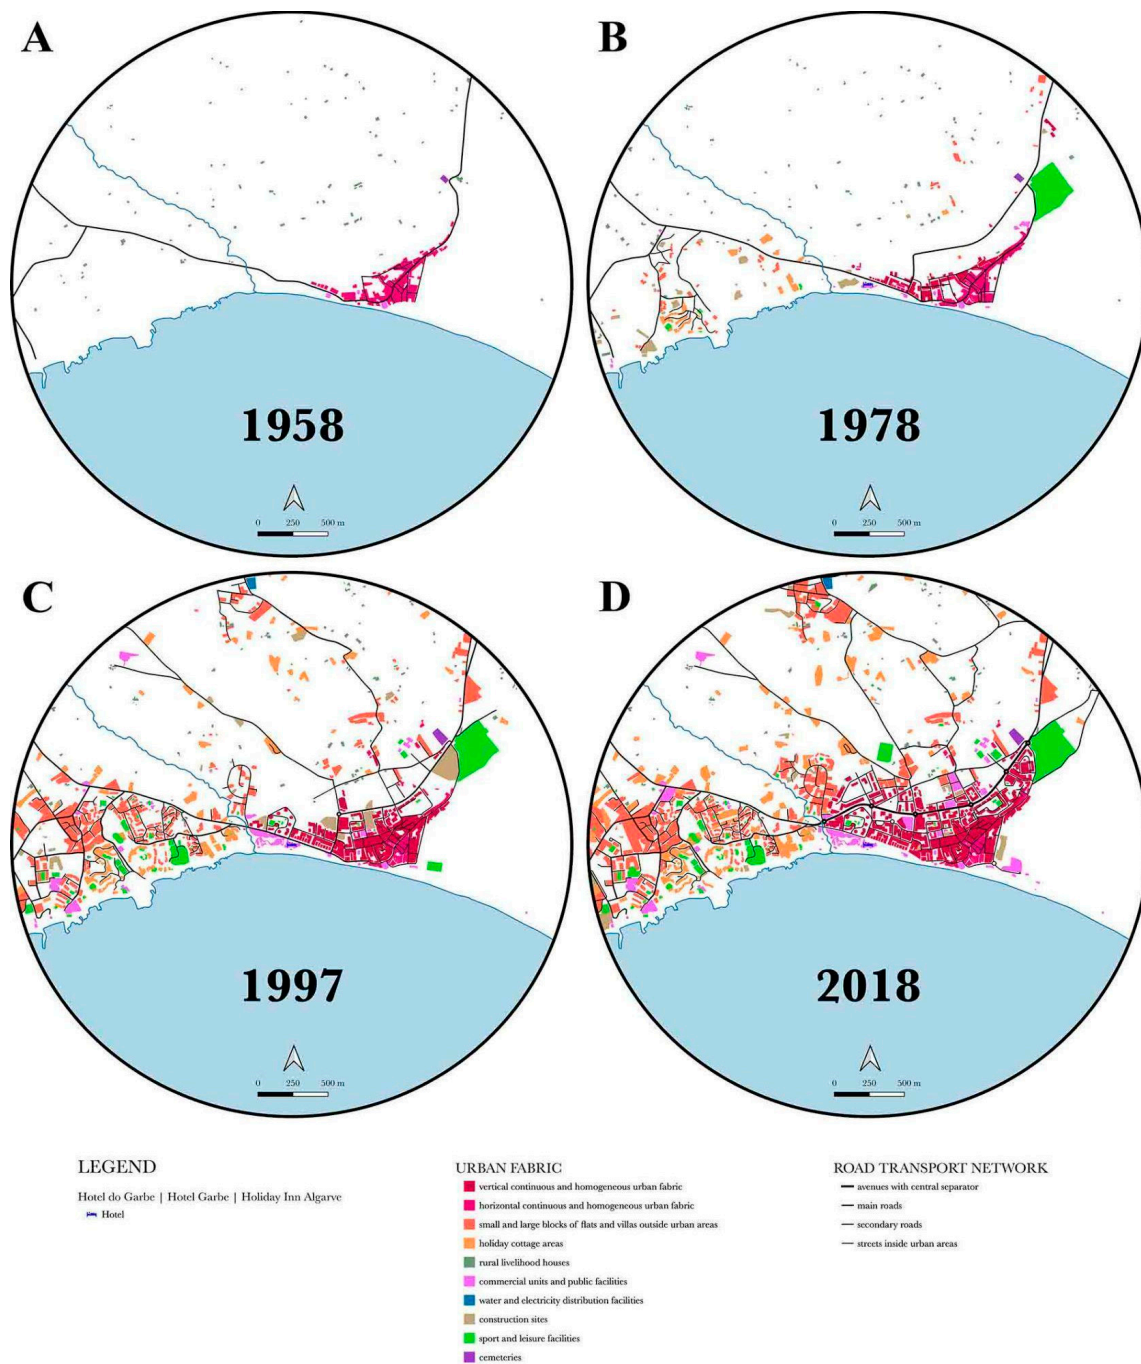 A
B
1958
1978
0 250 500 m
0 250 500 m
C
D
1997
2018
0 250 500 m
0 250 500 m
LEGEND
Hotel do Garbe | Hotel Garbe | Holiday Inn Algarve
Hotel
URBAN FABRIC
vertical continuous and homogeneous urban fabric
horizontal continuous and homogeneous urban fabric
small and large blocks of flats and villas outside urban areas
holiday cottage areas
rural livelihood houses
commercial units and public facilities
water and electricity distribution facilities
construction sites
sport and leisure facilities
cemeteries
ROAD TRANSPORT NETWORK
avenues with central separator
main roads
secondary roads
streets inside urban areas